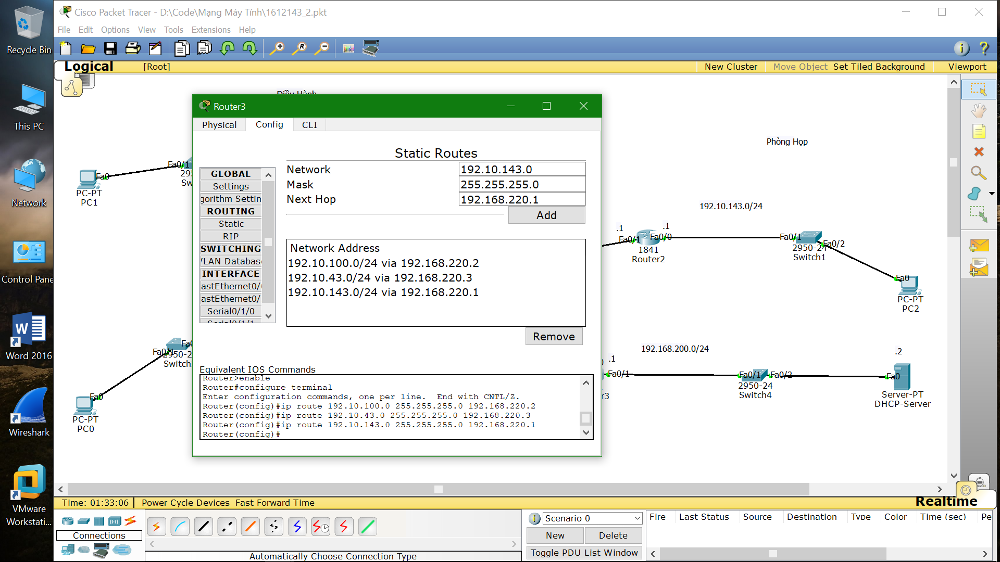 Cisco Packet Tracer - D:\Code\Mạng Máy Tính\1612143_2.pkt
File Edit Options View Tools Extensions Help
Recycle Bin
Logical [Root] New Cluster Move Object Set Tiled Background Viewport
Điều Hành
Router3
Physical Config CLI
This PC
Phòng Họp
Static Routes
Network 192.10.143.0
Mask 255.255.255.0
Next Hop 192.168.220.1
Add
GLOBAL
Settings
gorithm Settin
ROUTING
Static
RIP
SWITCHING
VLAN Databas
INTERFACE
astEthernet0/
astEthernet0/
Serial0/1/0
Serial0/1/1
Network Address
192.10.100.0/24 via 192.168.220.2
192.10.43.0/24 via 192.168.220.3
192.10.143.0/24 via 192.168.220.1
Remove
Equivalent IOS Commands
Router>enable
Router#configure terminal
Enter configuration commands, one per line. End with CNTL/Z.
Router(config)#ip route 192.10.100.0 255.255.255.0 192.168.220.2
Router(config)#ip route 192.10.43.0 255.255.255.0 192.168.220.3
Router(config)#ip route 192.10.143.0 255.255.255.0 192.168.220.1
Router(config)#
Fa0/1
295
Sw
Fa0
PC-PT
PC1
Network
192.10.143.0/24
.1 .1
Fa0/1 Fa0/0 Fa0/1 Fa0/2
1841
Router2
2950-24
Switch1
Fa0
PC-PT
PC2
Control Pane
Fa0/1
2950-2
Switch
Fa0
PC-PT
PC0
Word 2016
192.168.200.0/24
.1 .2
Fa0/1 Fa0/1 Fa0/2 Fa0
r3
2950-24
Switch4
Server-PT
DHCP-Server
Wireshark
VMware
Workstati...
Time: 01:33:06 Power Cycle Devices Fast Forward Time
Realtime
Connections
Automatically Choose Connection Type
Scenario 0
New Delete
Toggle PDU List Window
Fire Last Status Source Destination Type Color Time (sec) Pe